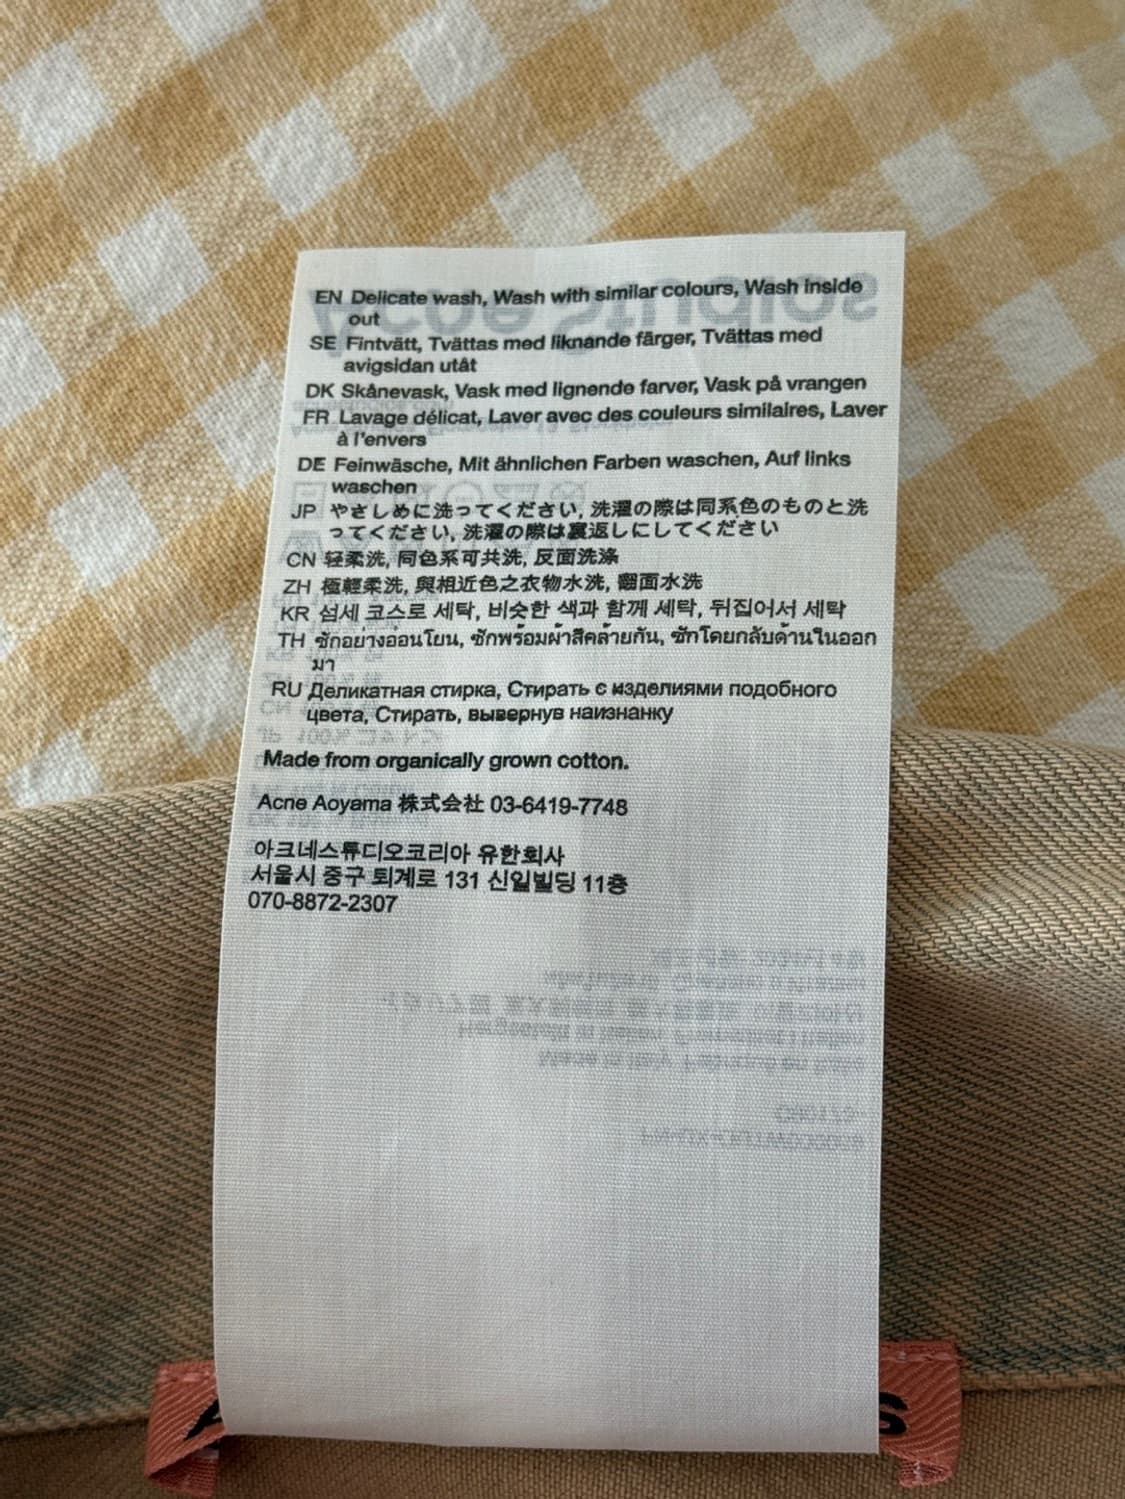 EN Delicate wash, Wash with similar colours, Wash inside
out
SE Fintvätt, Tvättas med liknande färger, Tvättas med
avigsidan utåt
DK Skånevask, Vask med lignende farver, Vask på vrangen
FR Lavage délicat, Laver avec des couleurs similaires, Laver
à l'envers
DE Feinwäsche, Mit ähnlichen Farben waschen, Auf links
waschen
JP やさしめに洗ってください, 洗濯の際は同系色のものと洗
ってください, 洗濯の際は裏返しにしてください
CN 轻柔洗, 同色系可共洗, 反面洗涤
ZH 極輕柔洗, 與相近色之衣物水洗, 翻面水洗
KR 섬세 코스로 세탁, 비슷한 색과 함께 세탁, 뒤집어서 세탁
TH ซักอย่างอ่อนโยน, ซักพร้อมผ้าสีคล้ายกัน, ซักโดยกลับด้านในออก
มา
RU Деликатная стирка, Стирать с изделиями подобного
цвета, Стирать, вывернув наизнанку
Made from organically grown cotton.
Acne Aoyama 株式会社 03-6419-7748
아크네스튜디오코리아 유한회사
서울시 중구 퇴계로 131 신일빌딩 11층
070-8872-2307